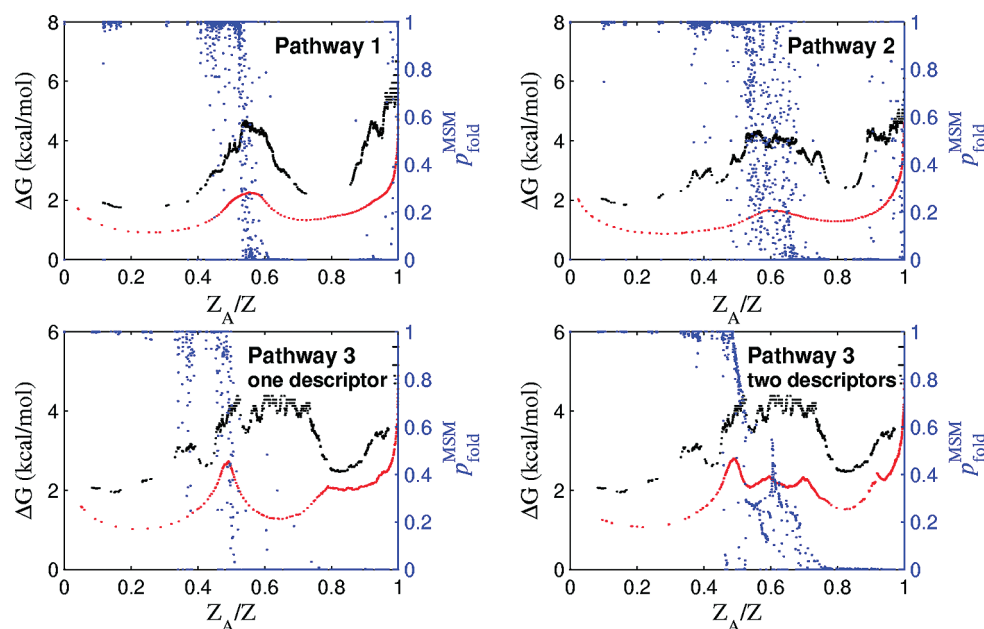 8
6
4
2
0
ΔG (kcal/mol)
Pathway 1
1
0.8
0.6
0.4
0.2
0
p_fold^MSM
0 0.2 0.4 0.6 0.8 1
Z_A/Z
8
6
4
2
0
ΔG (kcal/mol)
Pathway 2
1
0.8
0.6
0.4
0.2
0
p_fold^MSM
0 0.2 0.4 0.6 0.8 1
Z_A/Z
6
4
2
0
ΔG (kcal/mol)
Pathway 3
one descriptor
1
0.8
0.6
0.4
0.2
0
p_fold^MSM
0 0.2 0.4 0.6 0.8 1
Z_A/Z
6
4
2
0
ΔG (kcal/mol)
Pathway 3
two descriptors
1
0.8
0.6
0.4
0.2
0
p_fold^MSM
0 0.2 0.4 0.6 0.8 1
Z_A/Z